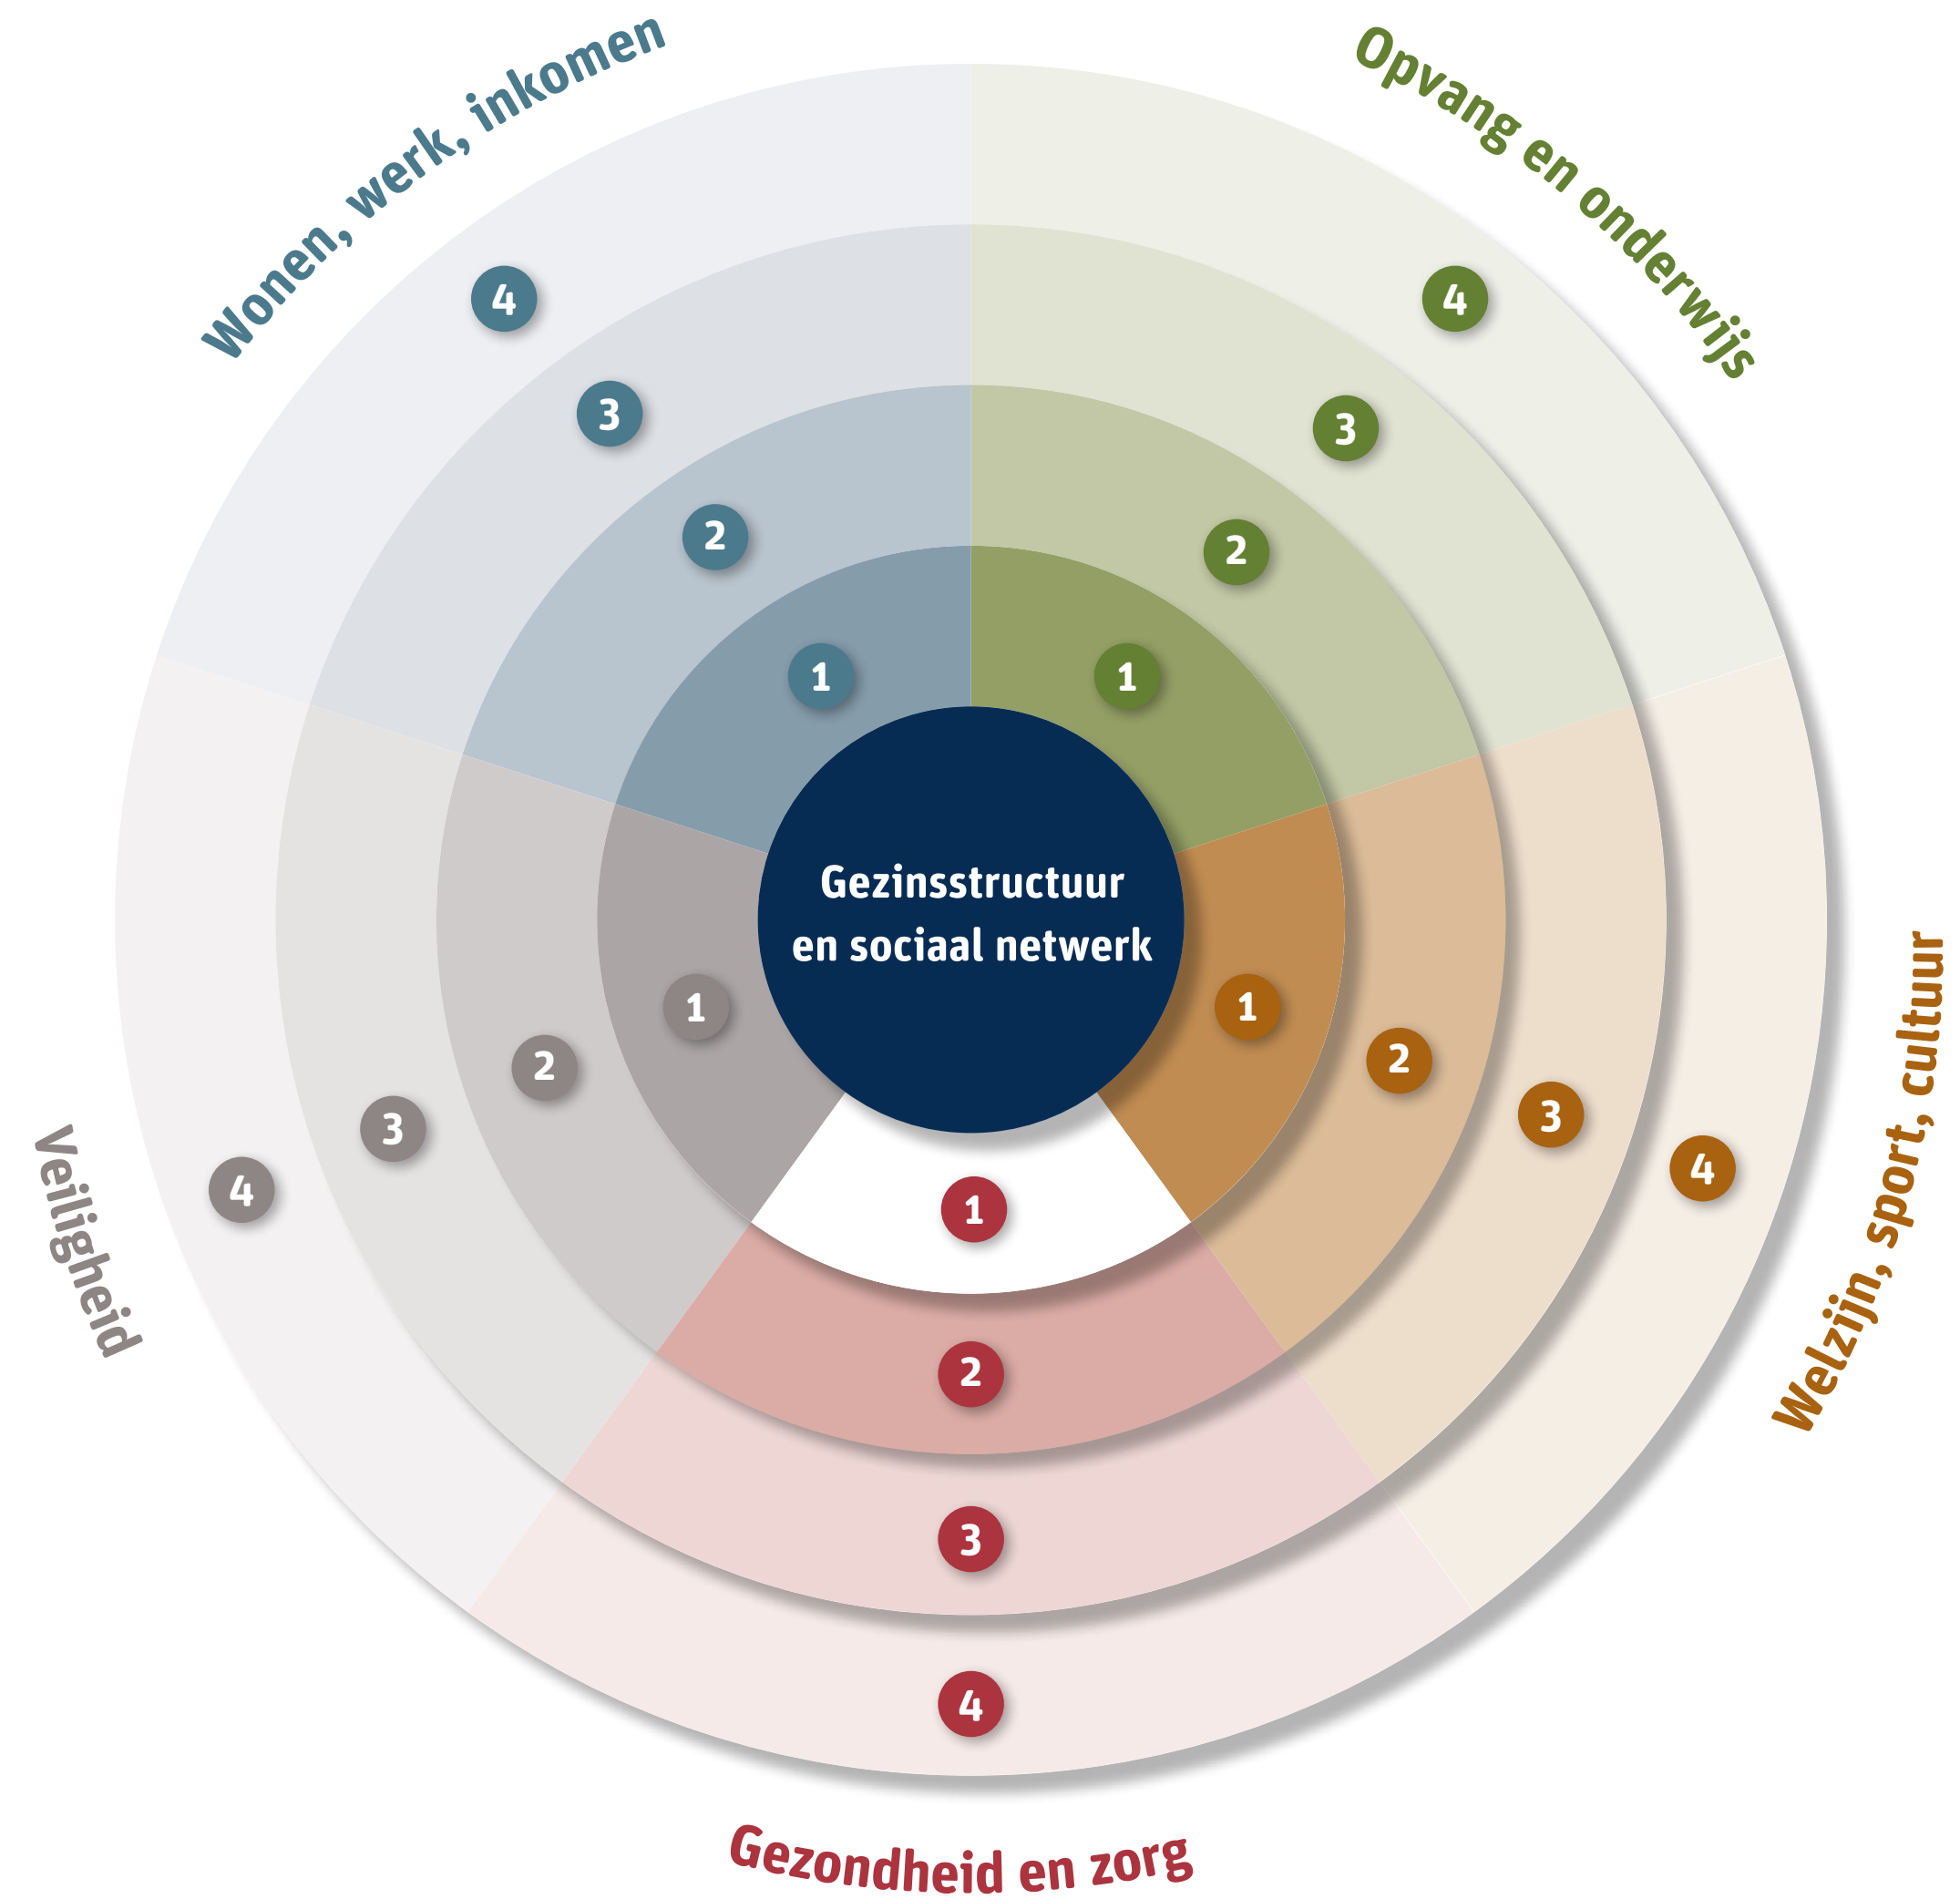 Wonen, werk, inkomen
4
3
2
1
Opvang en onderwijs
4
3
2
1
Gezinsstructuur
en sociaal netwerk
Welzijn, sport, cultuur
1
2
3
4
Veiligheid
1
2
3
4
1
2
3
4
Gezondheid en zorg